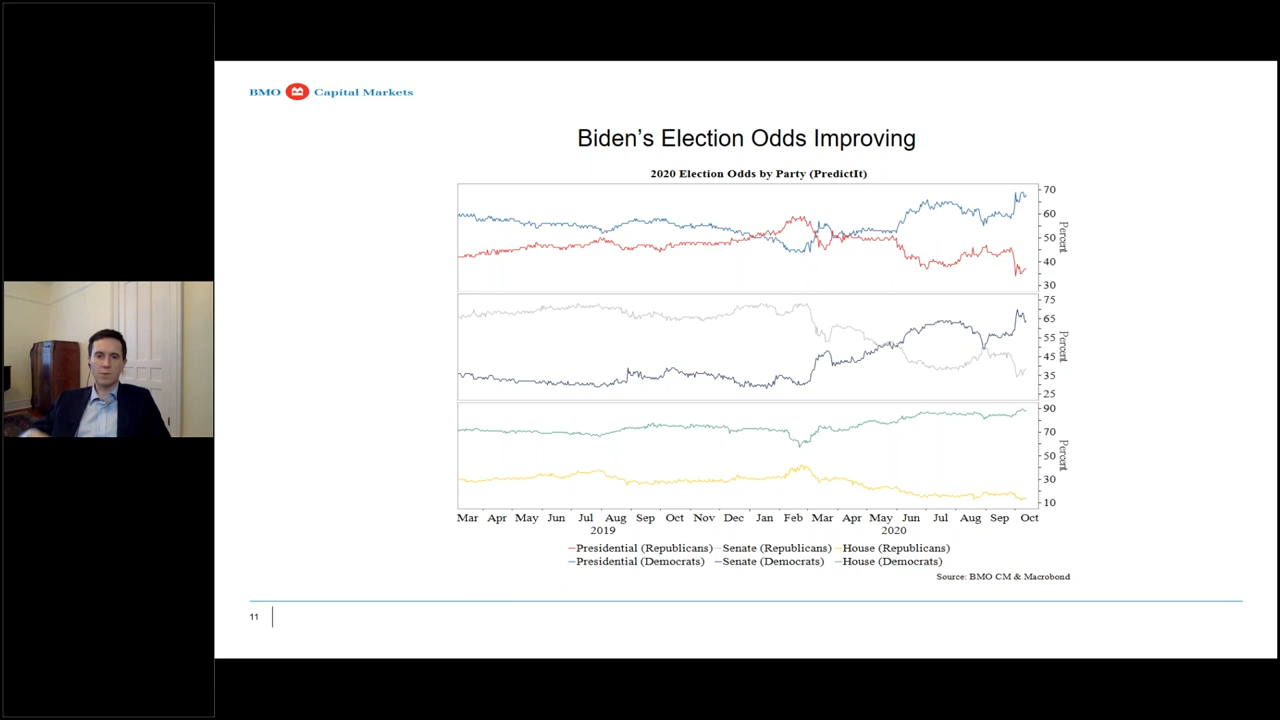 BMO Capital Markets
Biden's Election Odds Improving
2020 Election Odds by Party (PredictIt)
70
60
50
40
30
Percent
75
65
55
45
35
25
Percent
90
70
50
30
10
Percent
Mar Apr May Jun Jul Aug Sep Oct Nov Dec Jan Feb Mar Apr May Jun Jul Aug Sep Oct
2019 2020
Presidential (Republicans) Senate (Republicans) House (Republicans)
Presidential (Democrats) Senate (Democrats) House (Democrats)
Source: BMO CM & Macrobond
11